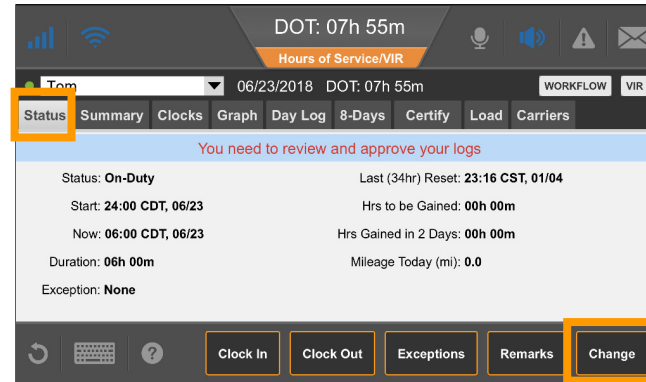 DOT: 07h 55m
Hours of Service/VIR
Tom 06/23/2018 DOT: 07h 55m WORKFLOW VIR
Status Summary Clocks Graph Day Log 8-Days Certify Load Carriers
You need to review and approve your logs
Status: On-Duty Last (34hr) Reset: 23:16 CST, 01/04
Start: 24:00 CDT, 06/23 Hrs to be Gained: 00h 00m
Now: 06:00 CDT, 06/23 Hrs Gained in 2 Days: 00h 00m
Duration: 06h 00m Mileage Today (mi): 0.0
Exception: None
? Clock In Clock Out Exceptions Remarks Change